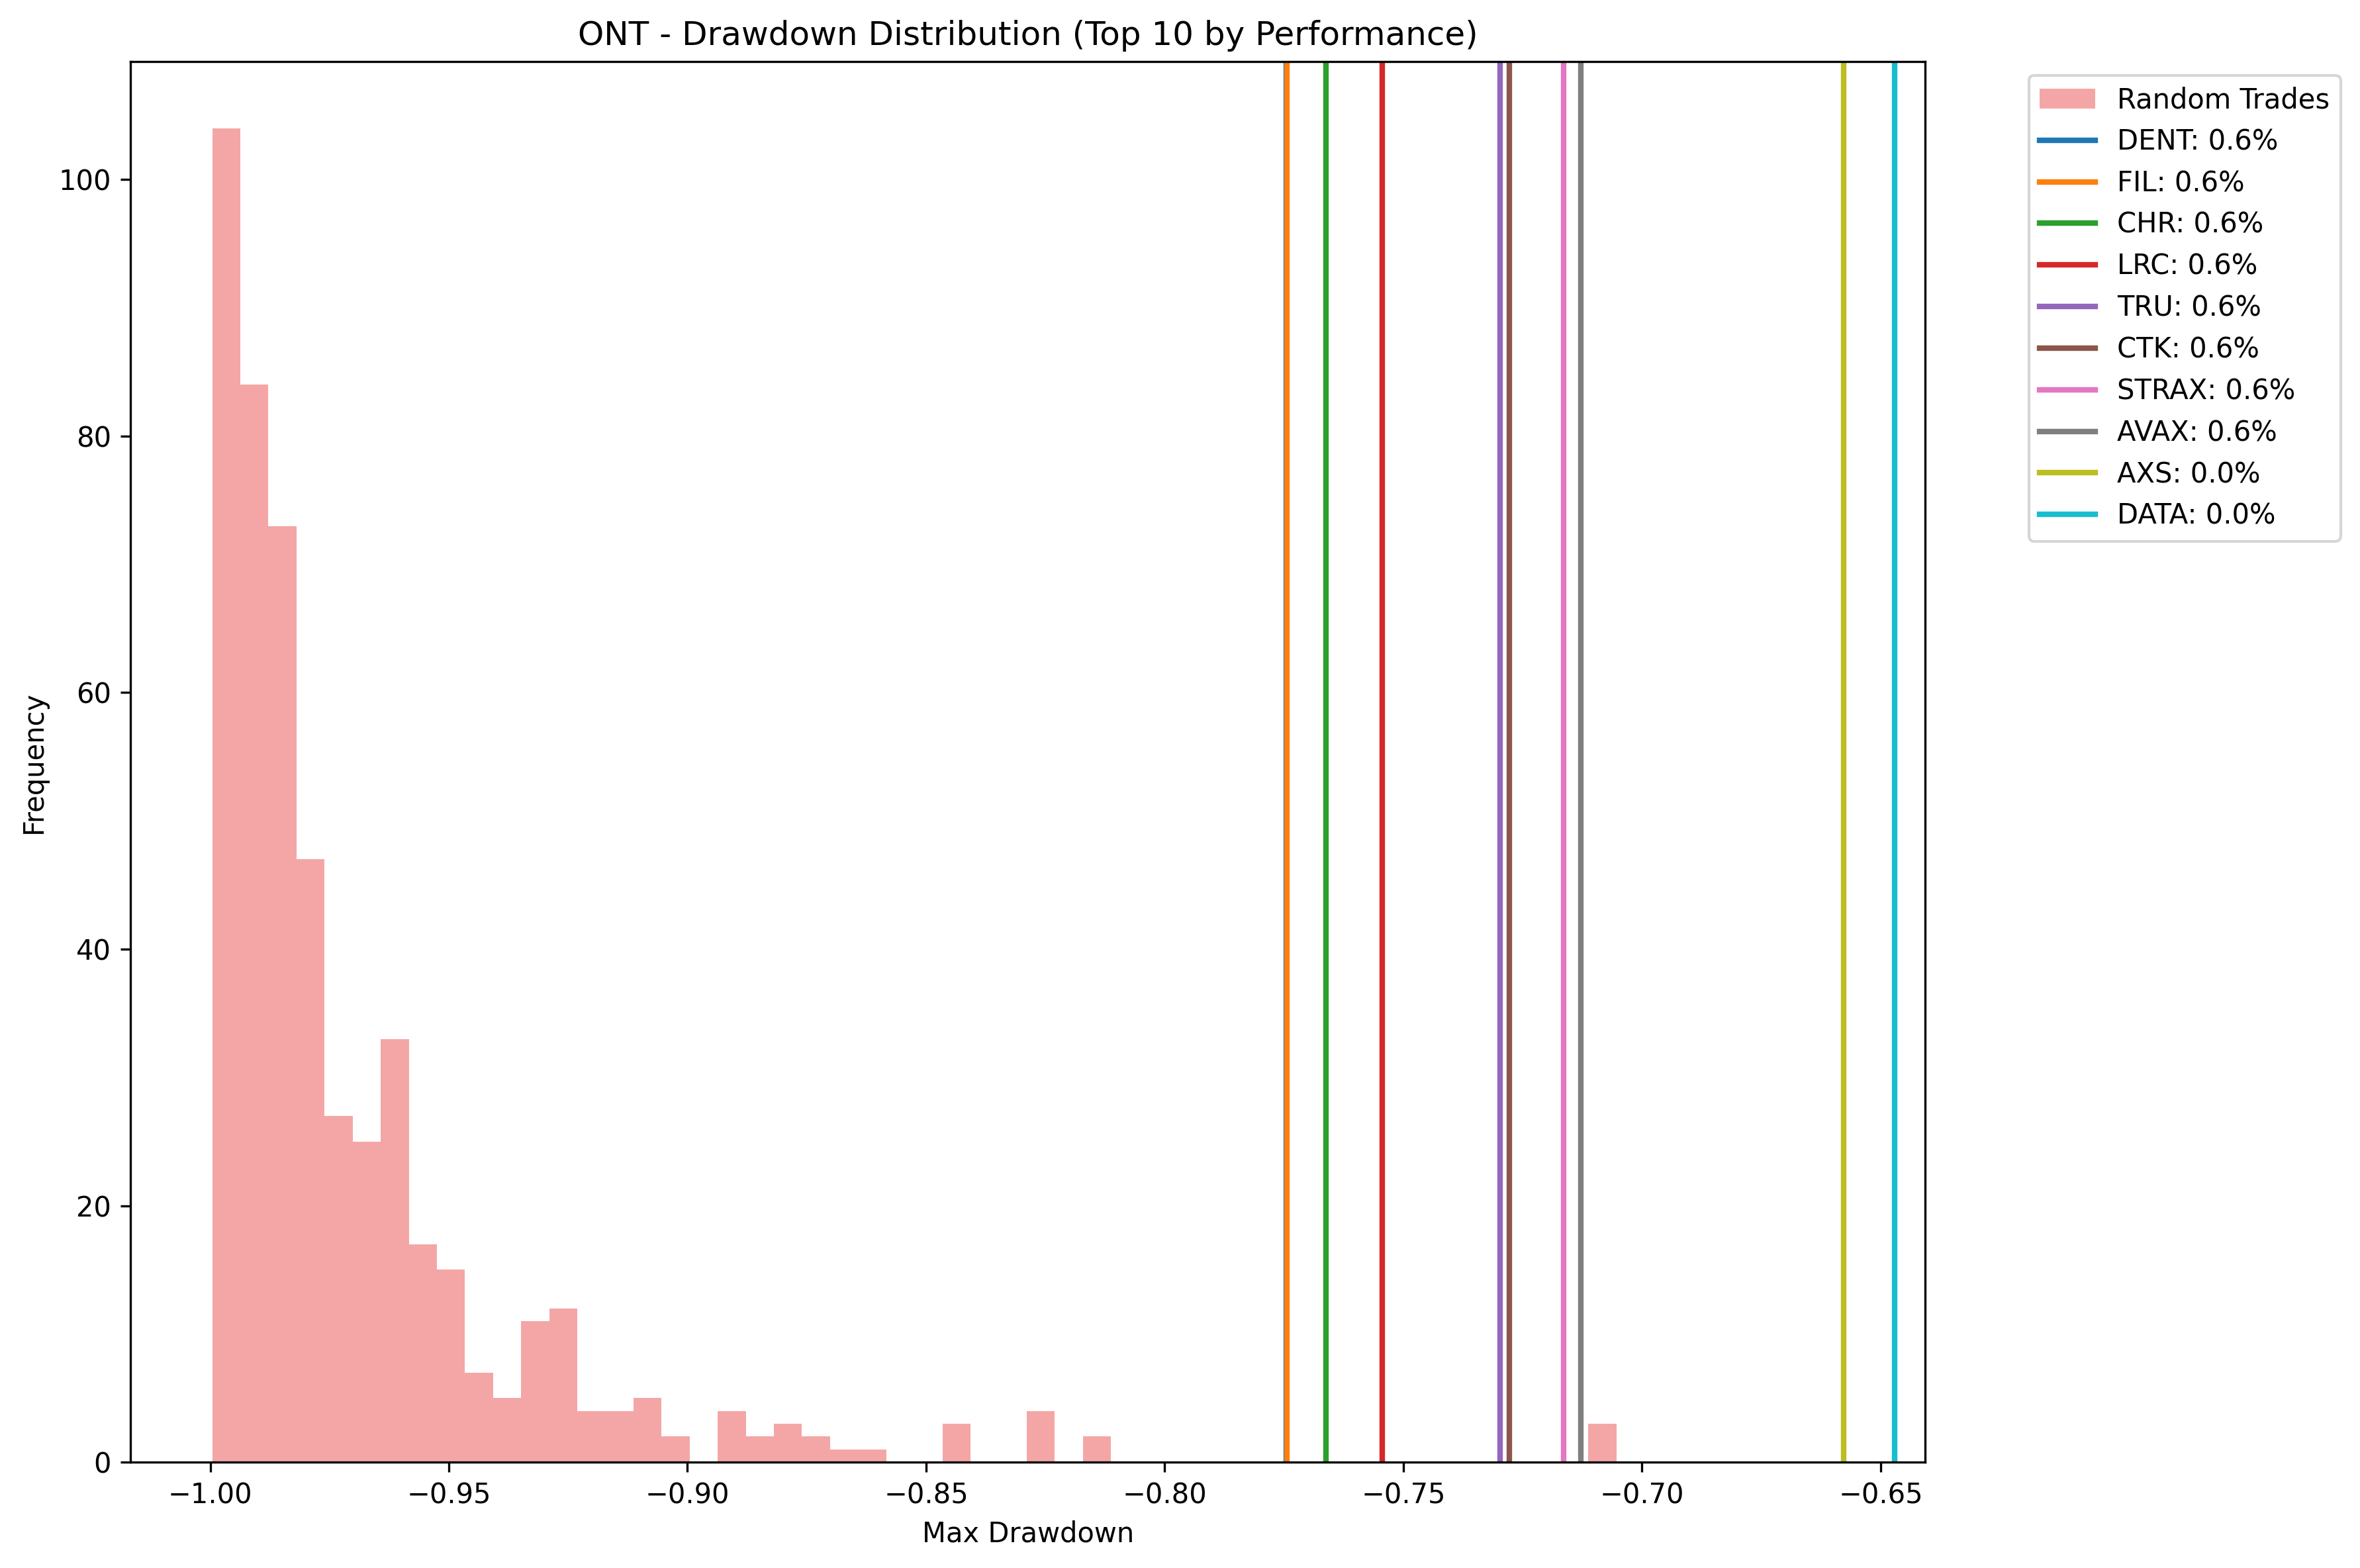 ONT - Drawdown Distribution (Top 10 by Performance)
Frequency
100
80
60
40
20
0
−1.00
−0.95
−0.90
−0.85
−0.80
−0.75
−0.70
−0.65
Max Drawdown
Random Trades
DENT: 0.6%
FIL: 0.6%
CHR: 0.6%
LRC: 0.6%
TRU: 0.6%
CTK: 0.6%
STRAX: 0.6%
AVAX: 0.6%
AXS: 0.0%
DATA: 0.0%